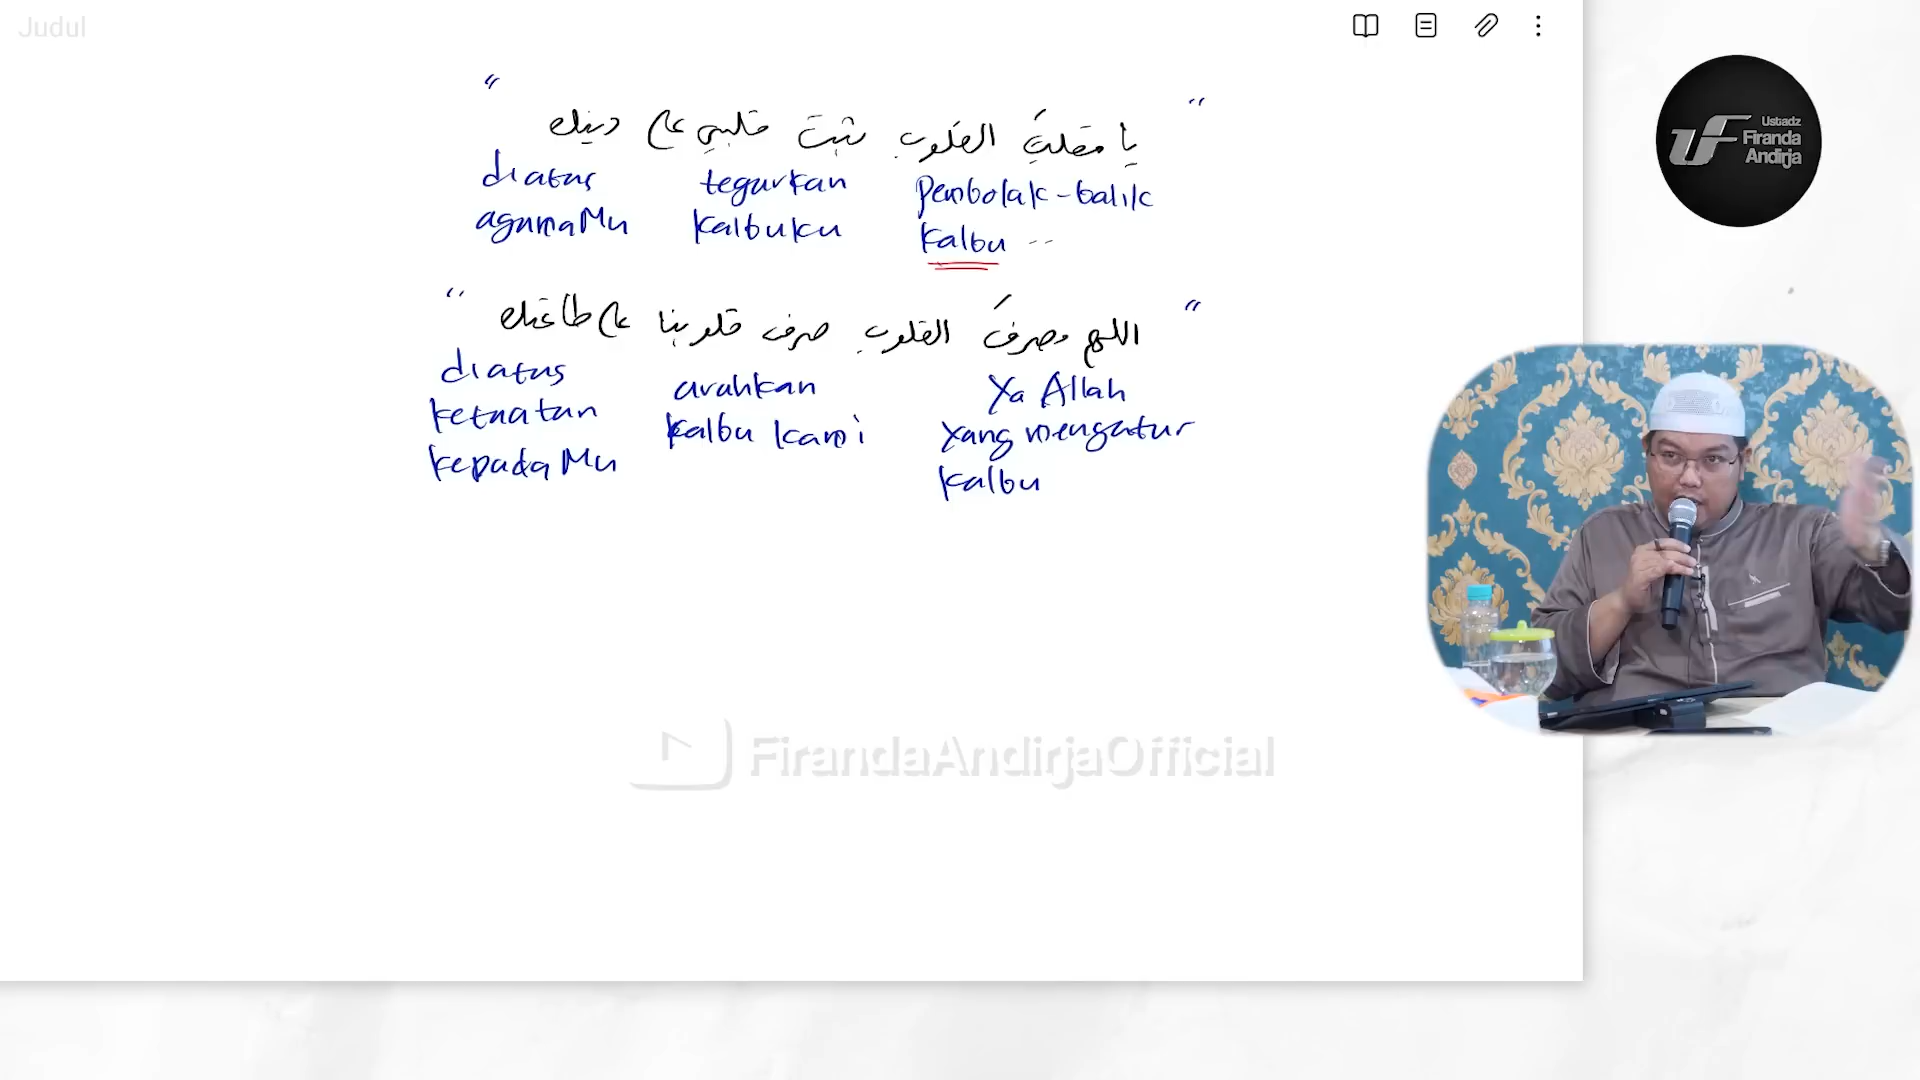 Judul
Ustadz
Firanda
Andirja
يا مقلبَ القلوب ثبت قلبي على دينك
diatas tegarkan Pembolak-balik
agamaMu kalbuku kalbu --
اللهم مصرفَ القلوب صرف قلوبنا على طاعتك
diatas arahkan Ya Allah
ketaatan kalbu kami yang mengatur
kepadaMu kalbu
FirandaAndirjaOfficial